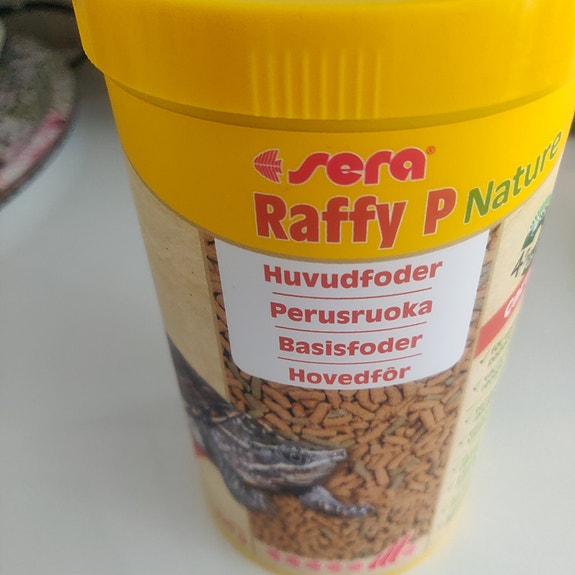 sera
Raffy P Nature
Huvudfoder
Perusruoka
Basisfoder
Hovedfôr